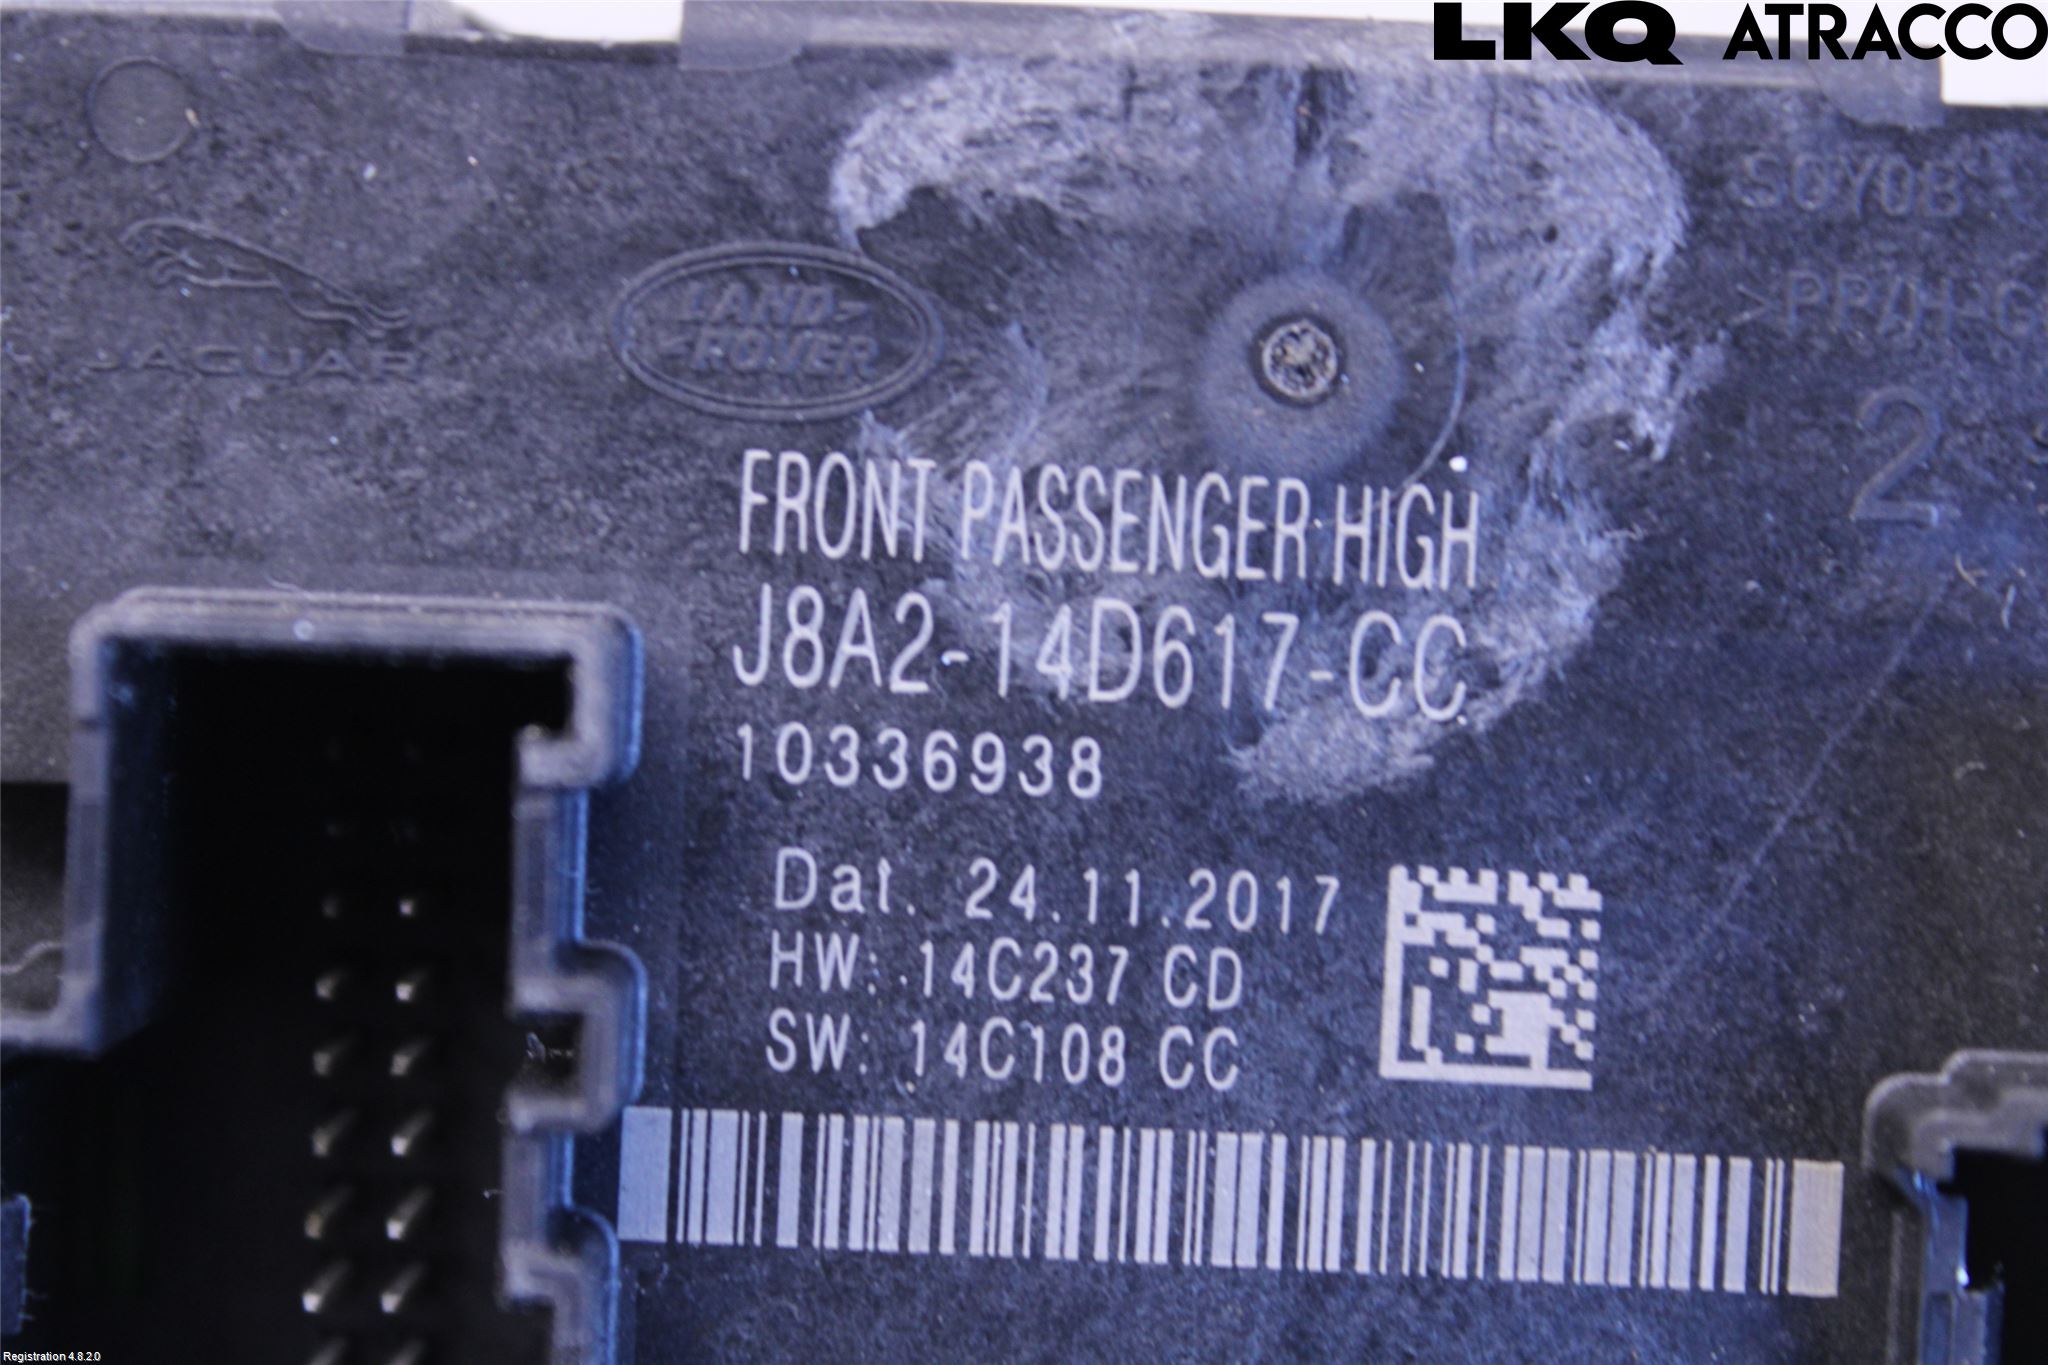 LKQ ATRACCO
JAGUAR
LAND-
-ROVER
FRONT PASSENGER HIGH
J8A2-14D617-CC
10336938
2
Dat. 24.11.2017
HW: 14C237 CD
SW: 14C108 CC
Registration 4.8.2.0